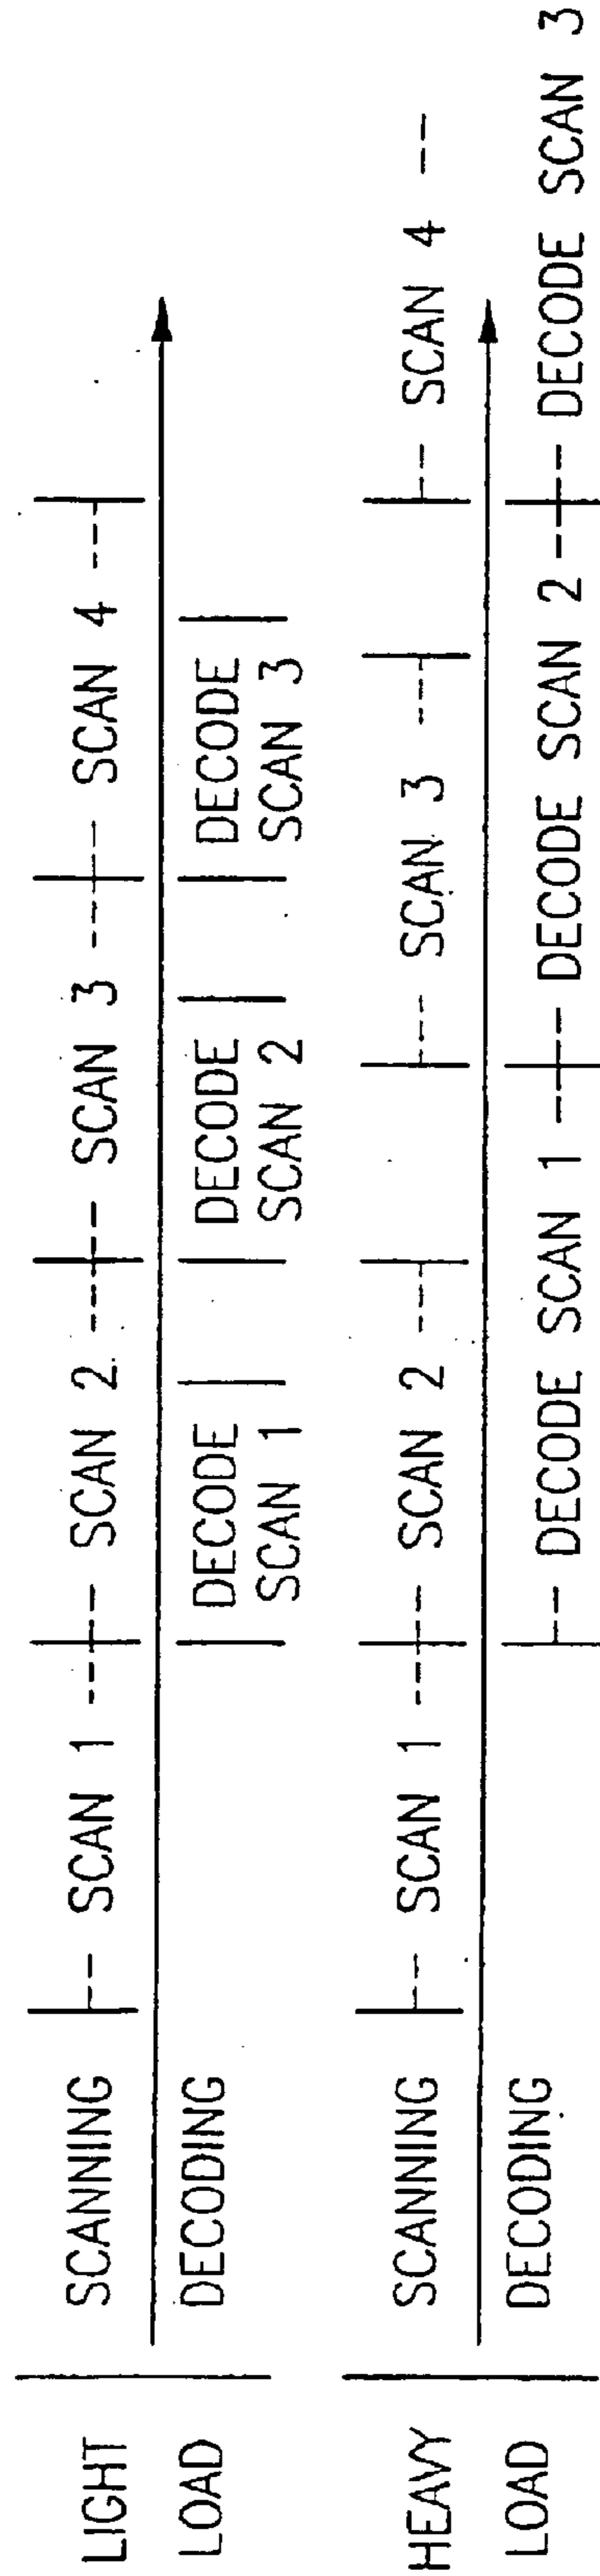 LIGHT
LOAD
SCANNING
SCAN 1
SCAN 2
SCAN 3
SCAN 4
DECODING
DECODE
SCAN 1
DECODE
SCAN 2
DECODE
SCAN 3
HEAVY
LOAD
SCANNING
SCAN 1
SCAN 2
SCAN 3
SCAN 4
DECODING
DECODE SCAN 1
DECODE SCAN 2
DECODE SCAN 3